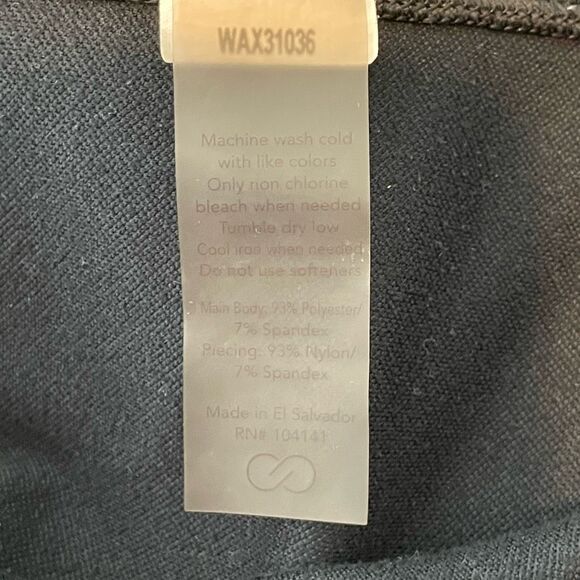 WAX31036
Machine wash cold
with like colors
Only non chlorine
bleach when needed
Tumble dry low
Cool iron when needed
Do not use softeners
Main Body: 93% Polyester/
7% Spandex
Piecing: 93% Nylon/
7% Spandex
Made in El Salvador
RN# 104141